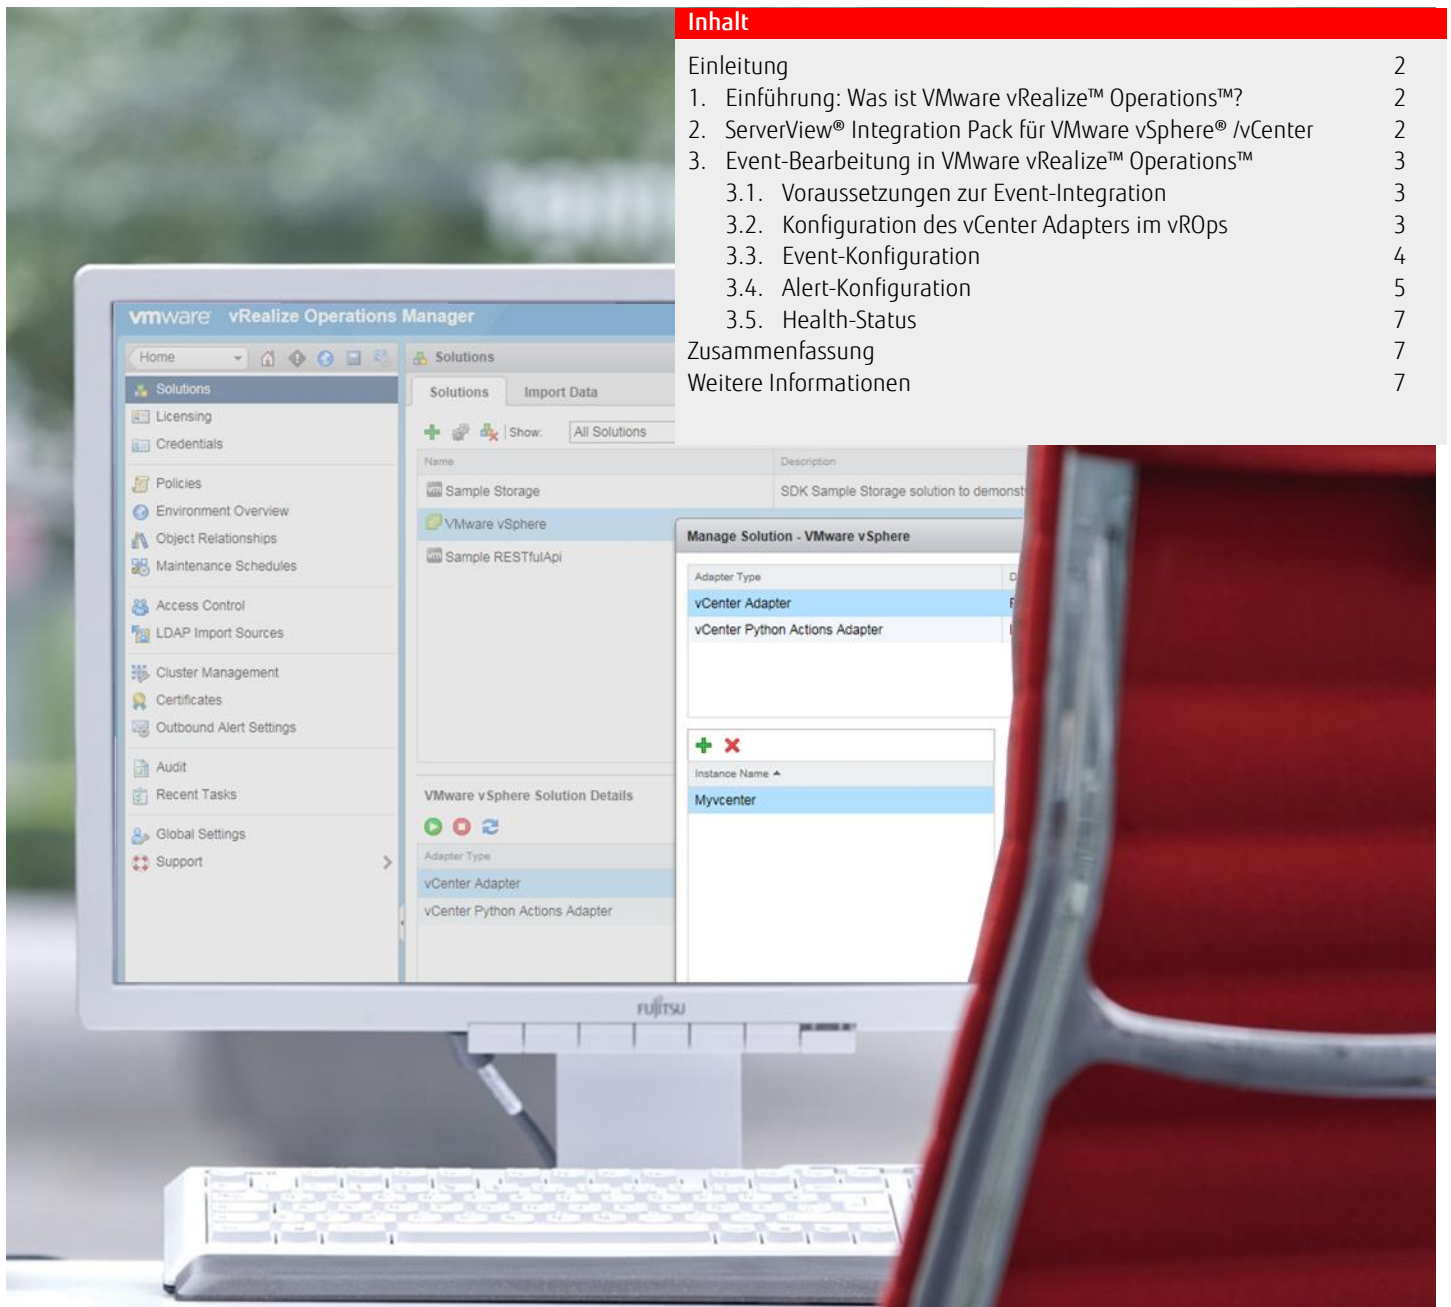 Inhalt
Einleitung 2
1. Einführung: Was ist VMware vRealize™ Operations™? 2
2. ServerView® Integration Pack für VMware vSphere® /vCenter 2
3. Event-Bearbeitung in VMware vRealize™ Operations™ 3
3.1. Voraussetzungen zur Event-Integration 3
3.2. Konfiguration des vCenter Adapters im vROps 3
3.3. Event-Konfiguration 4
3.4. Alert-Konfiguration 5
3.5. Health-Status 7
Zusammenfassung 7
Weitere Informationen 7
vmware vRealize Operations Manager
Home
Solutions
Licensing
Credentials
Policies
Environment Overview
Object Relationships
Maintenance Schedules
Access Control
LDAP Import Sources
Cluster Management
Certificates
Outbound Alert Settings
Audit
Recent Tasks
Global Settings
Support
Solutions
Solutions Import Data
Show: All Solutions
Name Description
Sample Storage SDK Sample Storage solution to demonst
VMware vSphere
Sample RESTfulApi
VMware vSphere Solution Details
Adapter Type
vCenter Adapter
vCenter Python Actions Adapter
Manage Solution - VMware vSphere
Adapter Type D
vCenter Adapter
vCenter Python Actions Adapter
Instance Name
Myvcenter
FUJITSU